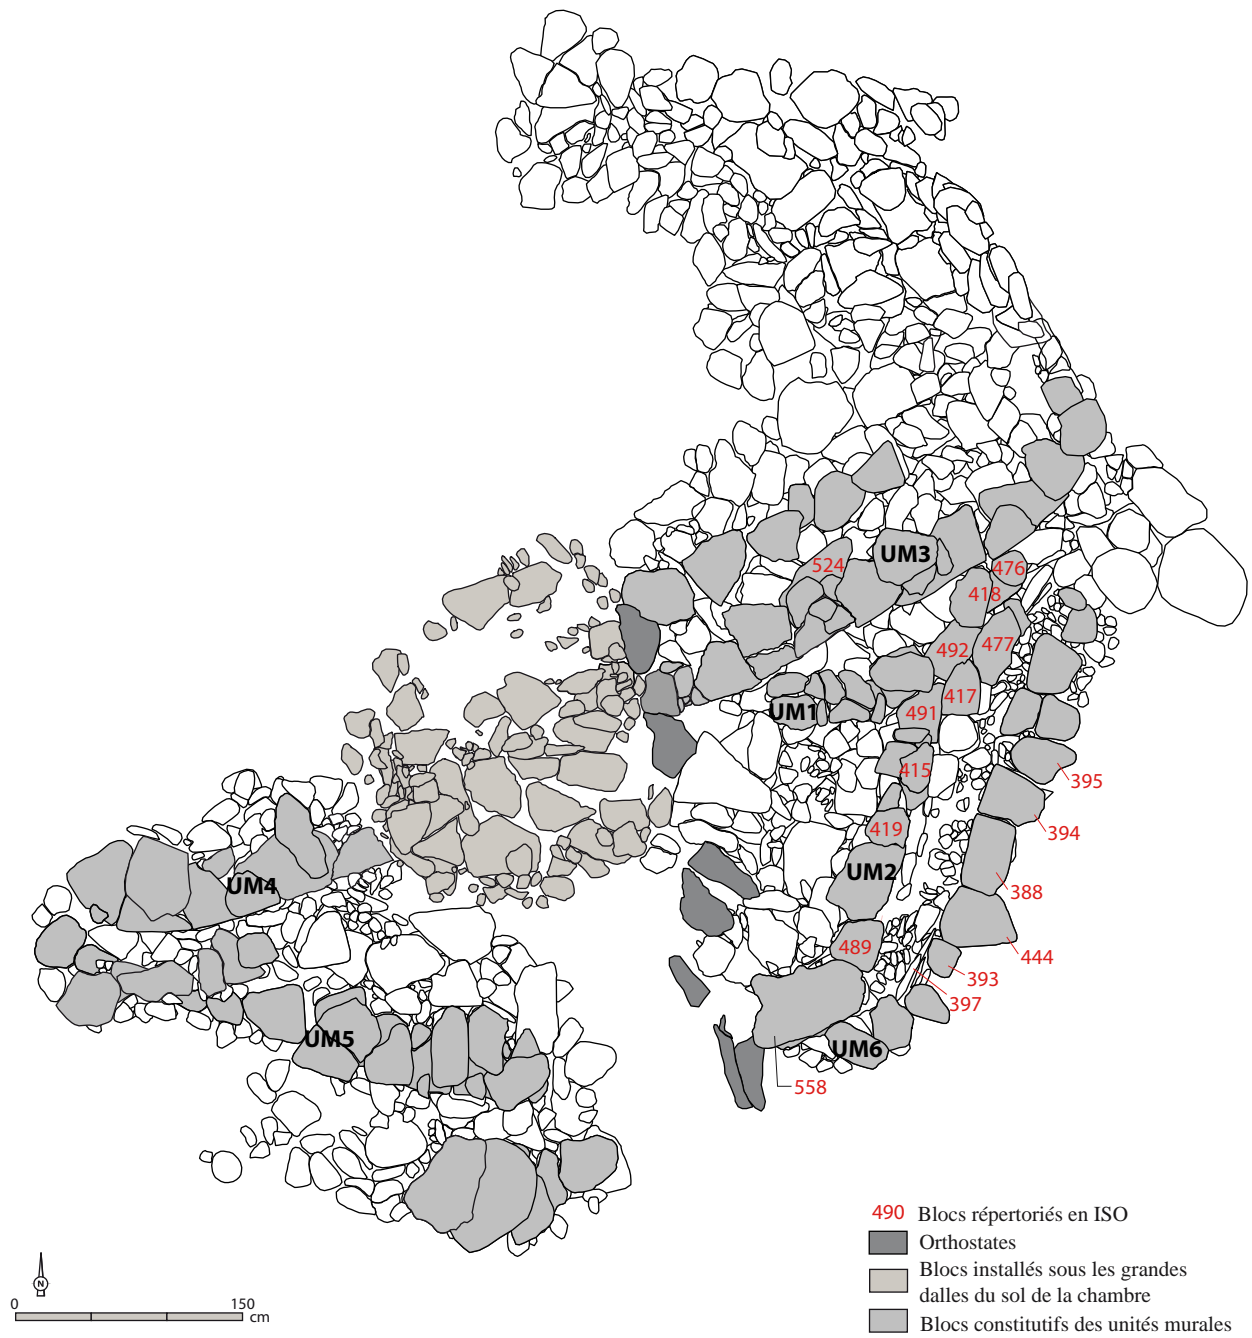 UM3
524
476
418
492
477
417
UM1
491
415
395
394
419
UM2
388
489
444
393
397
UM4
UM5
UM6
558
490 Blocs répertoriés en ISO
Orthostates
Blocs installés sous les grandes
dalles du sol de la chambre
Blocs constitutifs des unités murales
N
0 150
cm